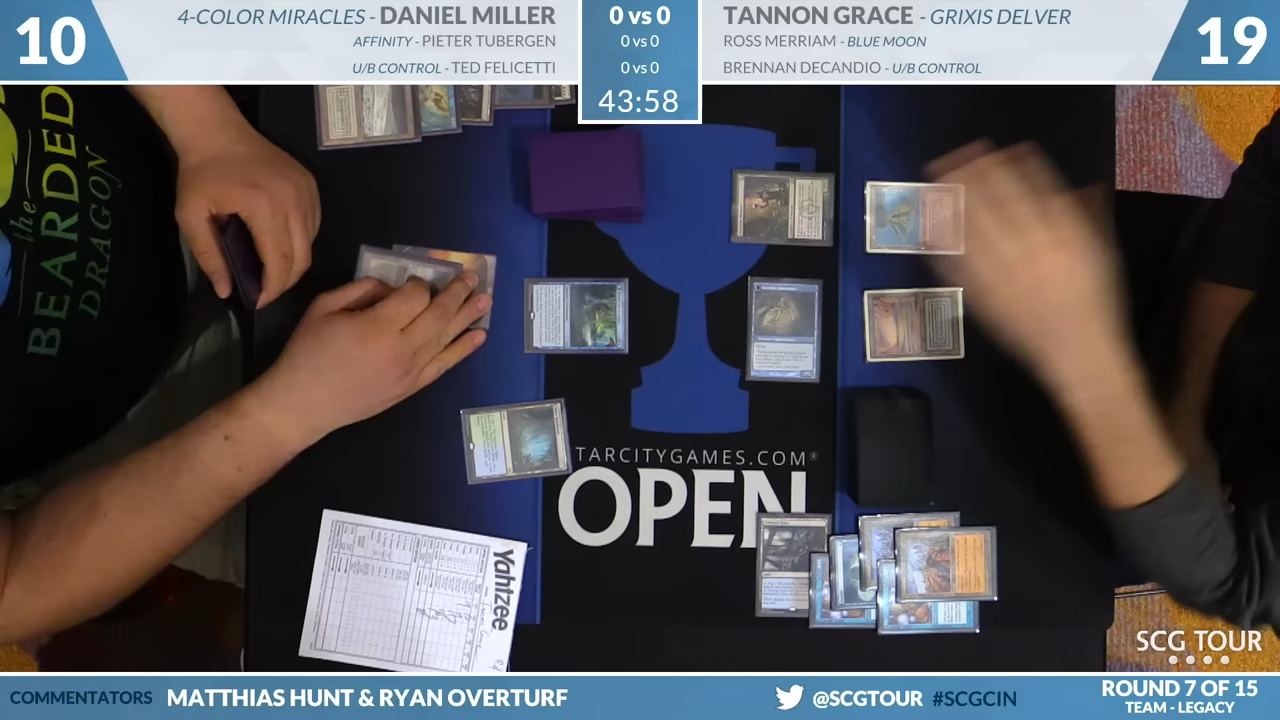 10
4-COLOR MIRACLES - DANIEL MILLER
AFFINITY - PIETER TUBERGEN
U/B CONTROL - TED FELICETTI
0 vs 0
0 vs 0
0 vs 0
43:58
TANNON GRACE - GRIXIS DELVER
ROSS MERRIAM - BLUE MOON
BRENNAN DECANDIO - U/B CONTROL
19
the
BEARDED
DRAGON
TARCITYGAMES.COM®
OPEN
Yahtzee
SCG TOUR
COMMENTATORS MATTHIAS HUNT & RYAN OVERTURF
@SCGTOUR #SCGCIN
ROUND 7 OF 15
TEAM - LEGACY